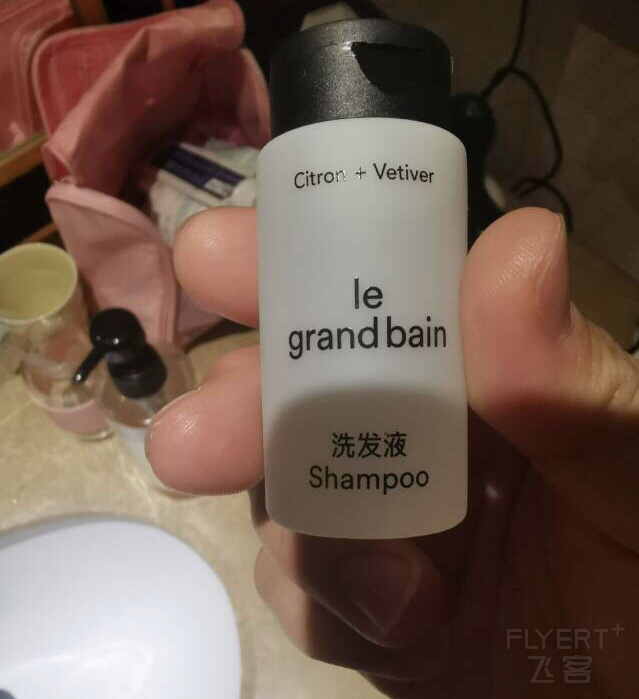 Citron + Vetiver
le
grand bain
洗发液
Shampoo
FLYERT+
飞客